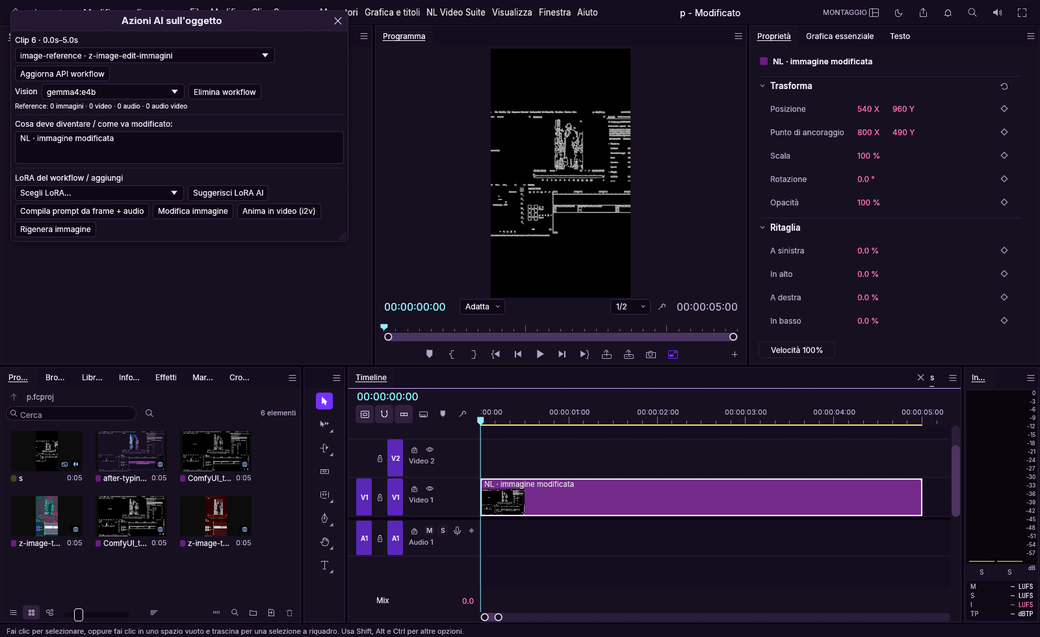 Azioni AI sull'oggetto
Clip 6 · 0.0s–5.0s
image-reference · z-image-edit-immagini
Aggiorna API workflow
Vision gemma4:e4b Elimina workflow
Reference: 0 immagini · 0 video · 0 audio · 0 audio video
Cosa deve diventare / come va modificato:
NL · immagine modificata
LoRA del workflow / aggiungi
Scegli LoRA... Suggerisci LoRA AI
Compila prompt da frame + audio Modifica immagine Anima in video (i2v)
Rigenera immagine
Grafica e titoli NL Video Suite Visualizza Finestra Aiuto
p - Modificato
MONTAGGIO
Programma
00:00:00:00 Adatta 1/2 00:00:05:00
Proprietà Grafica essenziale Testo
NL · immagine modificata
Trasforma
Posizione 540 X 960 Y
Punto di ancoraggio 800 X 490 Y
Scala 100 %
Rotazione 0.0 °
Opacità 100 %
Ritaglia
A sinistra 0.0 %
In alto 0.0 %
A destra 0.0 %
In basso 0.0 %
Velocità 100%
Pro... Bro... Libr... Info... Effetti Mar... Cro...
p.fcproj
Cerca
6 elementi
s 0:05 after-typin... 0:05 ComfyUI_t... 0:05
z-image-t... 0:05 ComfyUI_t... 0:05 z-image-t... 0:05
Timeline
s
00:00:00:00
:00:00 00:00:01:00 00:00:02:00 00:00:03:00 00:00:04:00 00:00:05:00
V2 Video 2
V1 V1 Video 1
NL · immagine modificata
A1 A1 M S Audio 1
Mix 0.0
In...
0
-3
-6
-9
-12
-15
-18
-21
-24
-27
-30
-33
-36
-39
-42
-45
-48
-51
-54
-57
dB
S S
M – LUFS
S – LUFS
I – LUFS
TP – dBTP
Fai clic per selezionare, oppure fai clic in uno spazio vuoto e trascina per una selezione a riquadro. Usa Shift, Alt e Ctrl per altre opzioni.